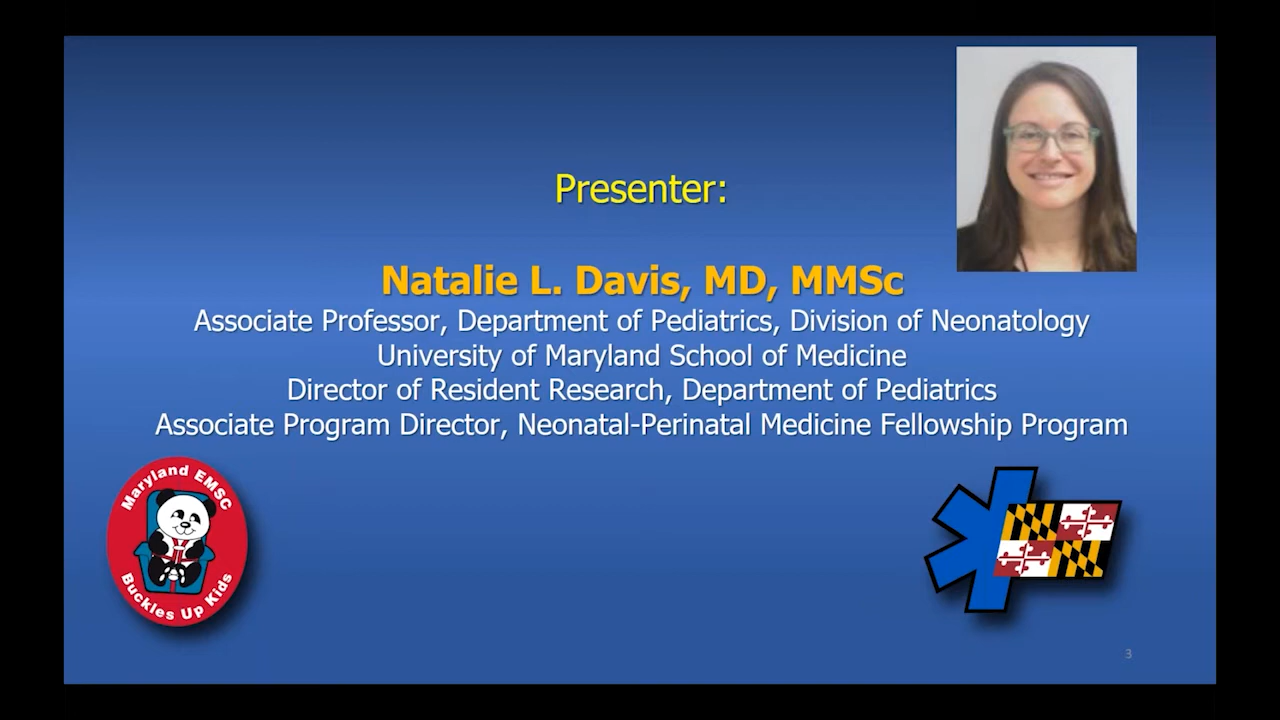 Presenter:
Natalie L. Davis, MD, MMSc
Associate Professor, Department of Pediatrics, Division of Neonatology
University of Maryland School of Medicine
Director of Resident Research, Department of Pediatrics
Associate Program Director, Neonatal-Perinatal Medicine Fellowship Program
Maryland EMSC
Buckles Up Kids
3